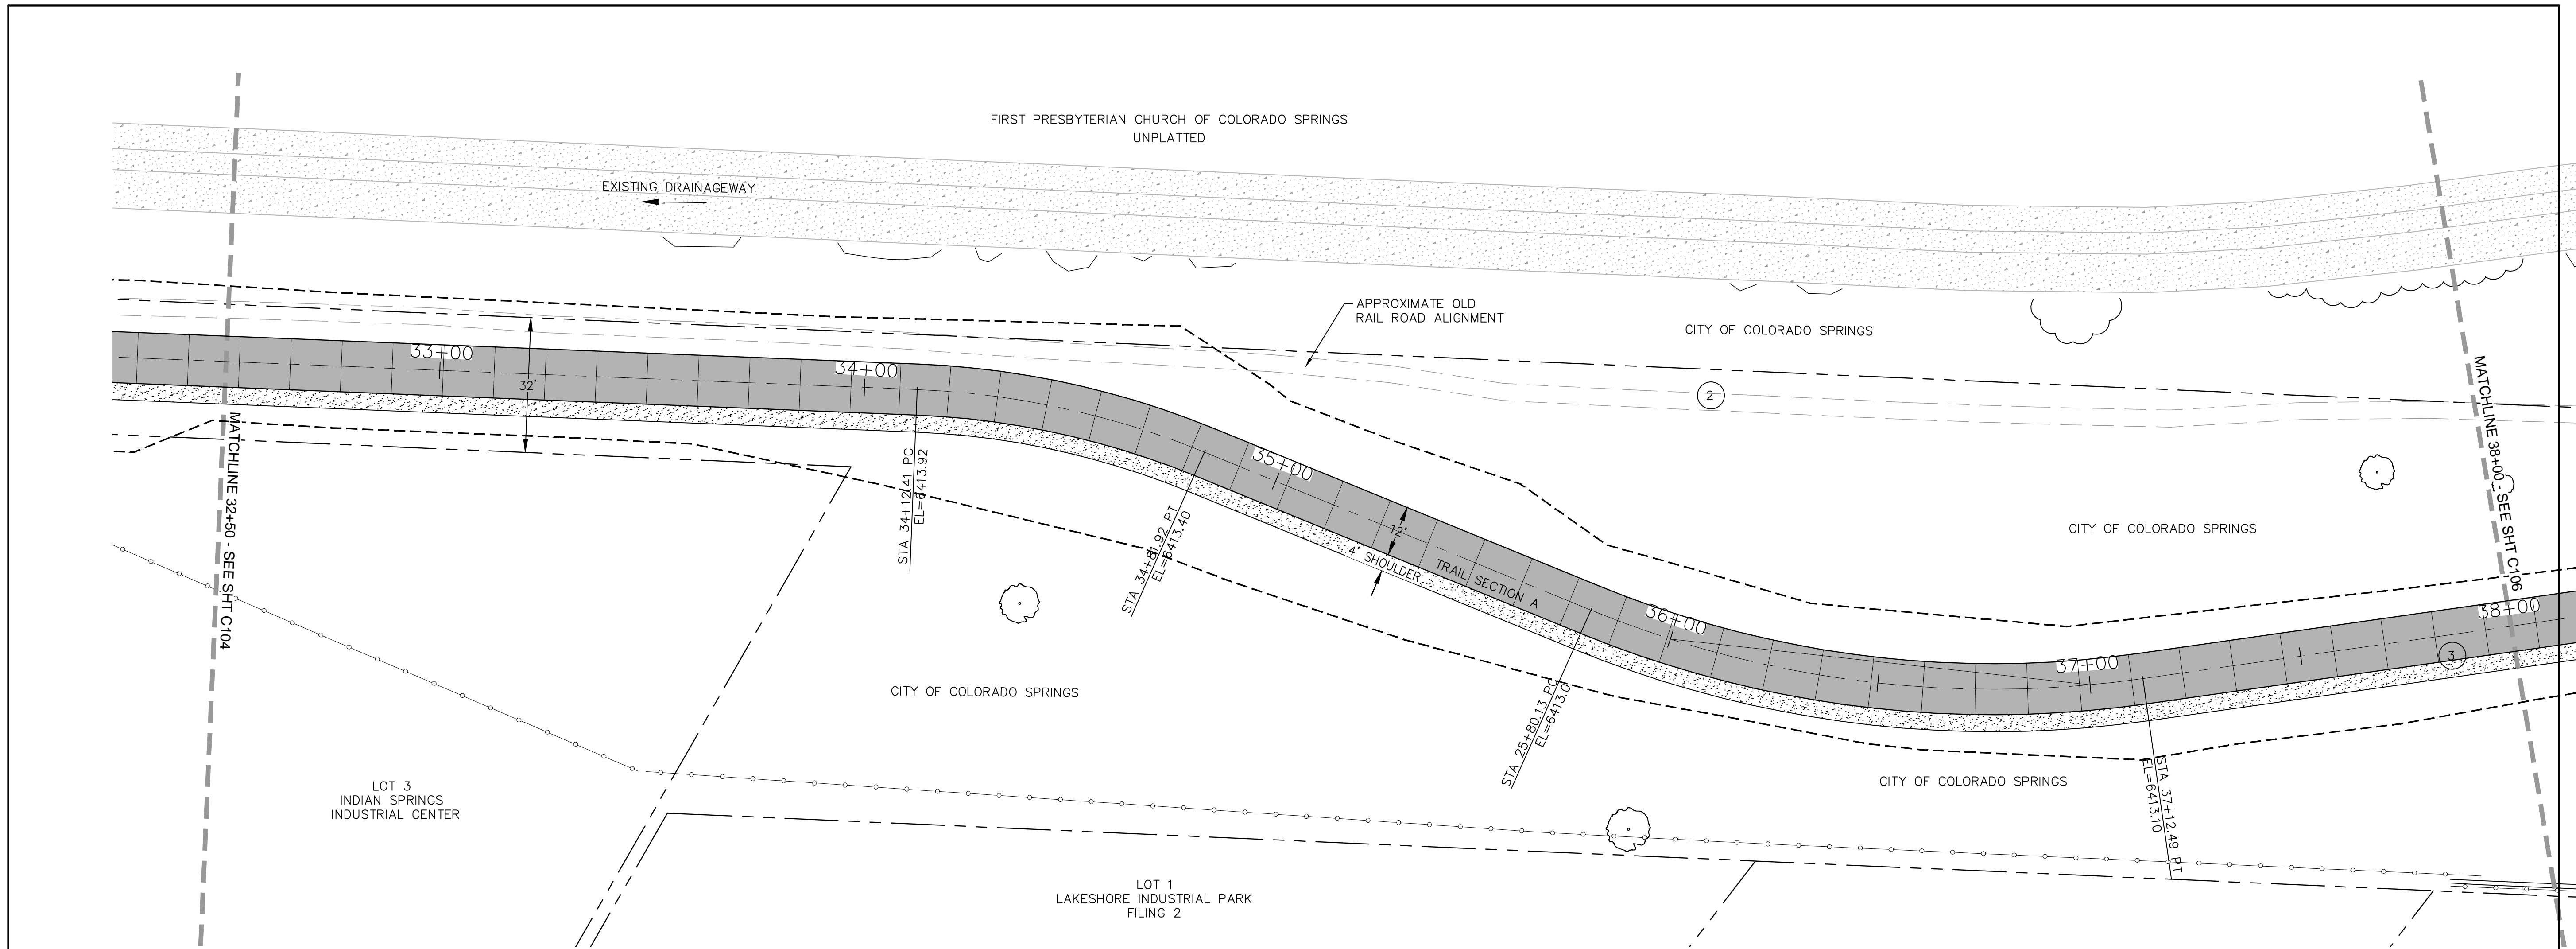 FIRST PRESBYTERIAN CHURCH OF COLORADO SPRINGS
UNPLATTED
EXISTING DRAINAGEWAY
APPROXIMATE OLD
RAIL ROAD ALIGNMENT
CITY OF COLORADO SPRINGS
33+00
34+00
32'
2
MATCHLINE 32+50 - SEE SHT C104
MATCHLINE 38+00 - SEE SHT C106
STA 34+12.41 PC
EL=6413.92
35+00
STA 34+81.92 PT
EL=6413.40
12'
4' SHOULDER
TRAIL SECTION A
CITY OF COLORADO SPRINGS
36+00
37+00
38+00
3
CITY OF COLORADO SPRINGS
STA 25+80.13 PC
EL=6413.0
STA 37+12.49 PT
EL=6413.10
CITY OF COLORADO SPRINGS
LOT 3
INDIAN SPRINGS
INDUSTRIAL CENTER
LOT 1
LAKESHORE INDUSTRIAL PARK
FILING 2